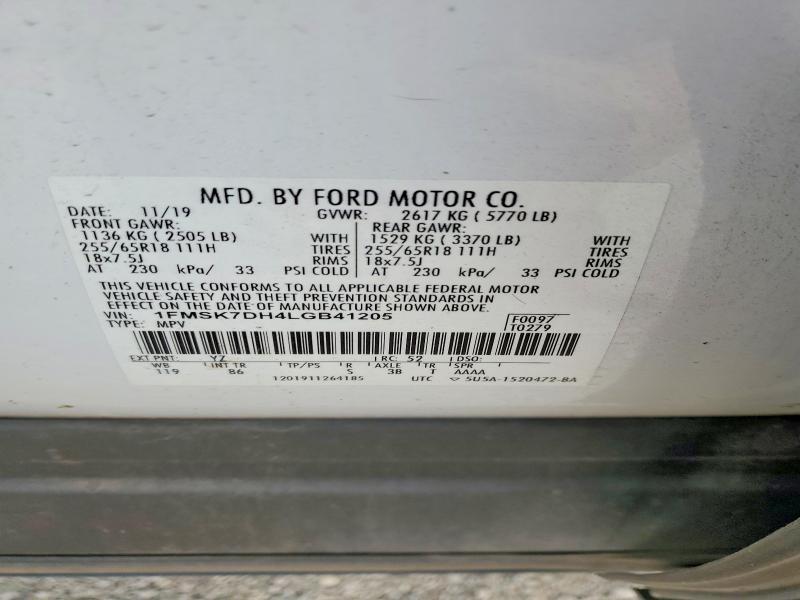 MFD. BY FORD MOTOR CO.
DATE: 11/19 GVWR: 2617 KG ( 5770 LB)
FRONT GAWR: REAR GAWR:
1136 KG ( 2505 LB) WITH 1529 KG ( 3370 LB) WITH
255/65R18 111H TIRES 255/65R18 111H TIRES
18x7.5J RIMS 18x7.5J RIMS
AT 230 kPa/ 33 PSI COLD AT 230 kPa/ 33 PSI COLD
THIS VEHICLE CONFORMS TO ALL APPLICABLE FEDERAL MOTOR
VEHICLE SAFETY AND THEFT PREVENTION STANDARDS IN
EFFECT ON THE DATE OF MANUFACTURE SHOWN ABOVE.
VIN: 1FMSK7DH4LGB41205 F0097
TYPE: MPV T0279
EXT PNT: YZ RC: 52 DSO:
WB INT TR TP/PS R AXLE TR SPR
119 86 S 3B T AAAA
1201911264185 UTC 5U5A-1520472-BA